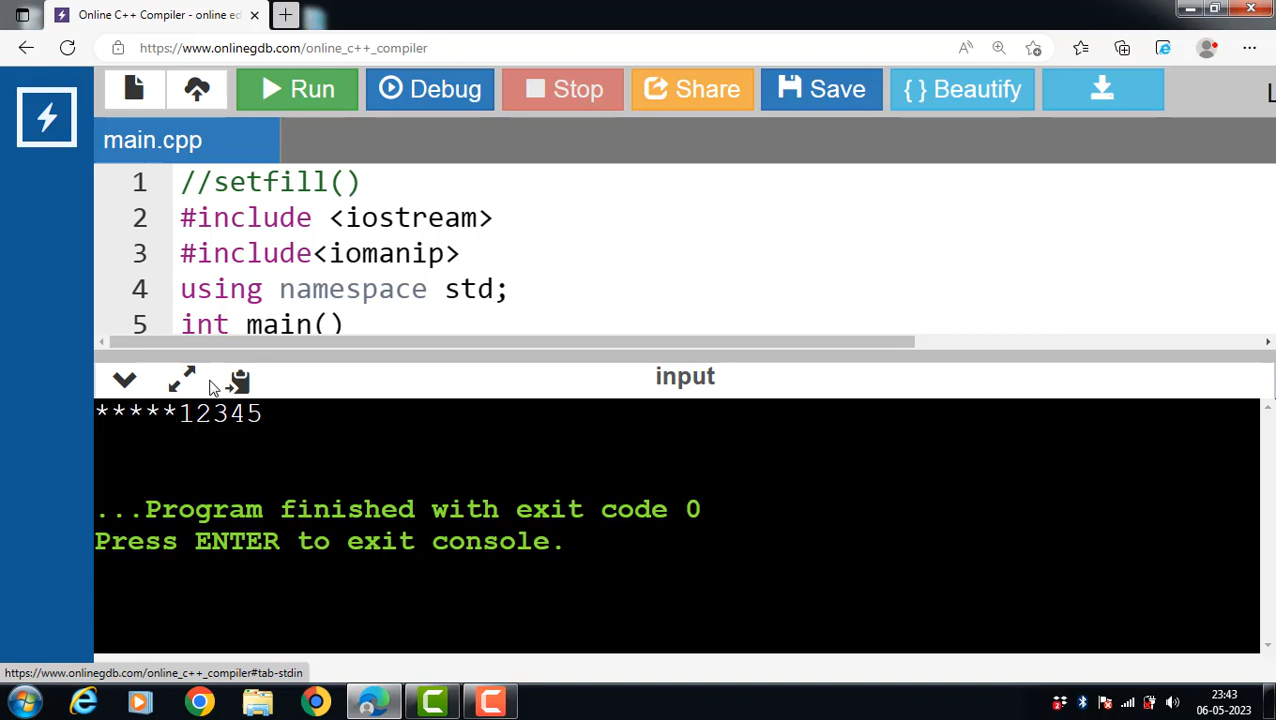 Online C++ Compiler - online ed
https://www.onlinegdb.com/online_c++_compiler
Run
Debug
Stop
Share
Save
{ } Beautify
L
main.cpp
1 //setfill()
2 #include <iostream>
3 #include<iomanip>
4 using namespace std;
5 int main()
input
*****12345
...Program finished with exit code 0
Press ENTER to exit console.
https://www.onlinegdb.com/online_c++_compiler#tab-stdin
23:43
06-05-2023